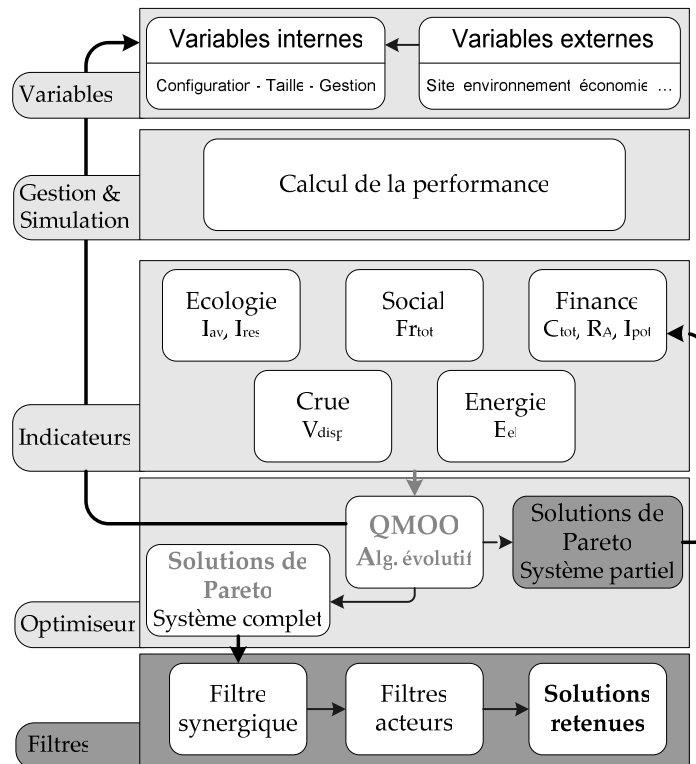 Variables internes
Configuration - Taille - Gestion
Variables externes
Site environnement économie ...
Variables
Calcul de la performance
Gestion &
Simulation
Ecologie
Iav, Ires
Social
Frtot
Finance
Ctot, RA, Ipot
Crue
Vdisp
Energie
Eel
Indicateurs
QMOO
Alg. évolutif
Solutions de
Pareto
Système partiel
Solutions de
Pareto
Système complet
Optimiseur
Filtre
synergique
Filtres
acteurs
Solutions
retenues
Filtres